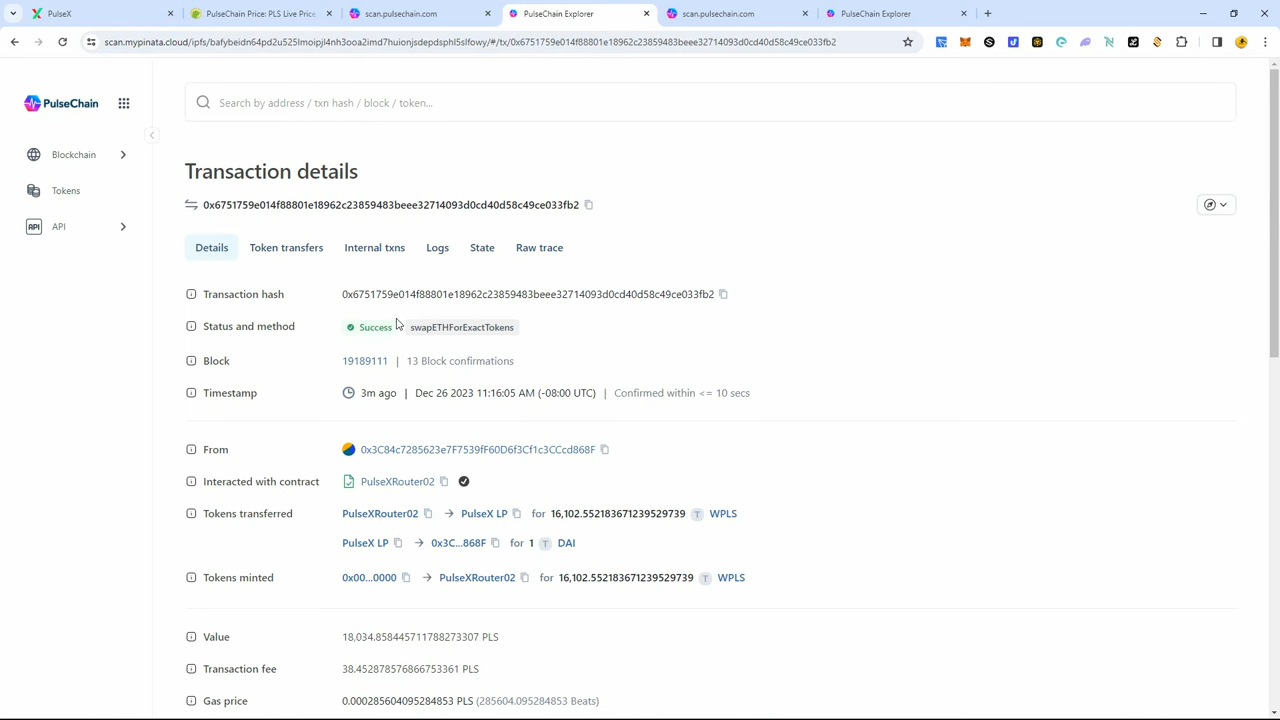 PulseX
PulseChain Price: PLS Live Price
scan.pulsechain.com
PulseChain Explorer
scan.pulsechain.com
PulseChain Explorer
scan.mypinata.cloud/ipfs/bafybeidn64pd2u525lmoipjl4nh3ooa2imd7huionjsdepdsphl5slfowy/#/tx/0x6751759e014f88801e18962c23859483beee32714093d0cd40d58c49ce033fb2
PulseChain
Search by address / txn hash / block / token...
Blockchain
Tokens
API API
Transaction details
0x6751759e014f88801e18962c23859483beee32714093d0cd40d58c49ce033fb2
Details Token transfers Internal txns Logs State Raw trace
Transaction hash 0x6751759e014f88801e18962c23859483beee32714093d0cd40d58c49ce033fb2
Status and method Success swapETHForExactTokens
Block 19189111 | 13 Block confirmations
Timestamp 3m ago | Dec 26 2023 11:16:05 AM (-08:00 UTC) | Confirmed within <= 10 secs
From 0x3C84c7285623e7F7539fF60D6f3Cf1c3CCcd868F
Interacted with contract PulseXRouter02
Tokens transferred PulseXRouter02 → PulseX LP for 16,102.552183671239529739 T WPLS
PulseX LP → 0x3C...868F for 1 T DAI
Tokens minted 0x00...0000 → PulseXRouter02 for 16,102.552183671239529739 T WPLS
Value 18,034.858445711788273307 PLS
Transaction fee 38.452878576866753361 PLS
Gas price 0.000285604095284853 PLS (285604.095284853 Beats)